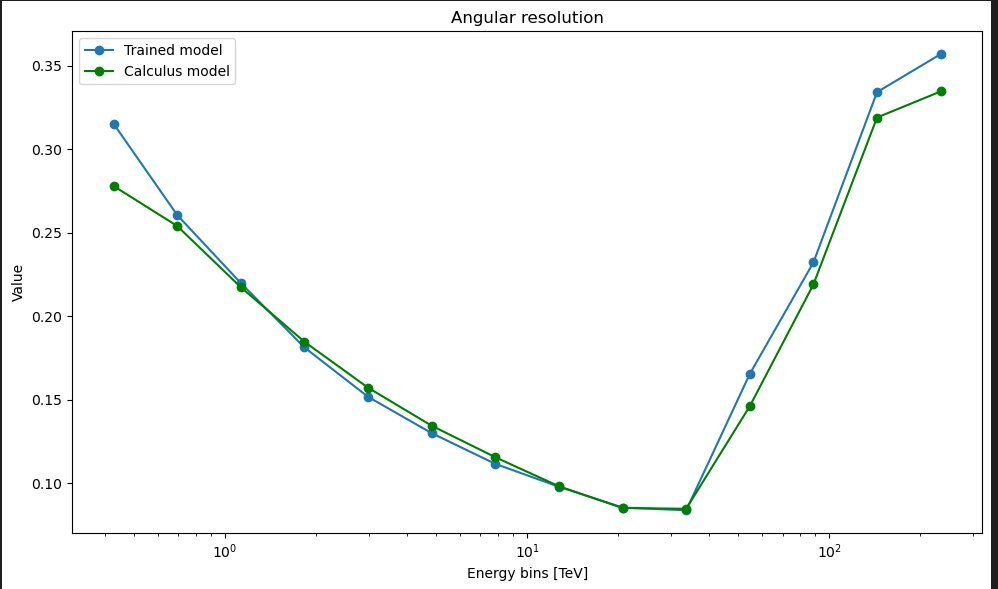 Angular resolution
Trained model
Calculus model
0.35
0.30
0.25
0.20
0.15
0.10
Value
10⁰
10¹
10²
Energy bins [TeV]